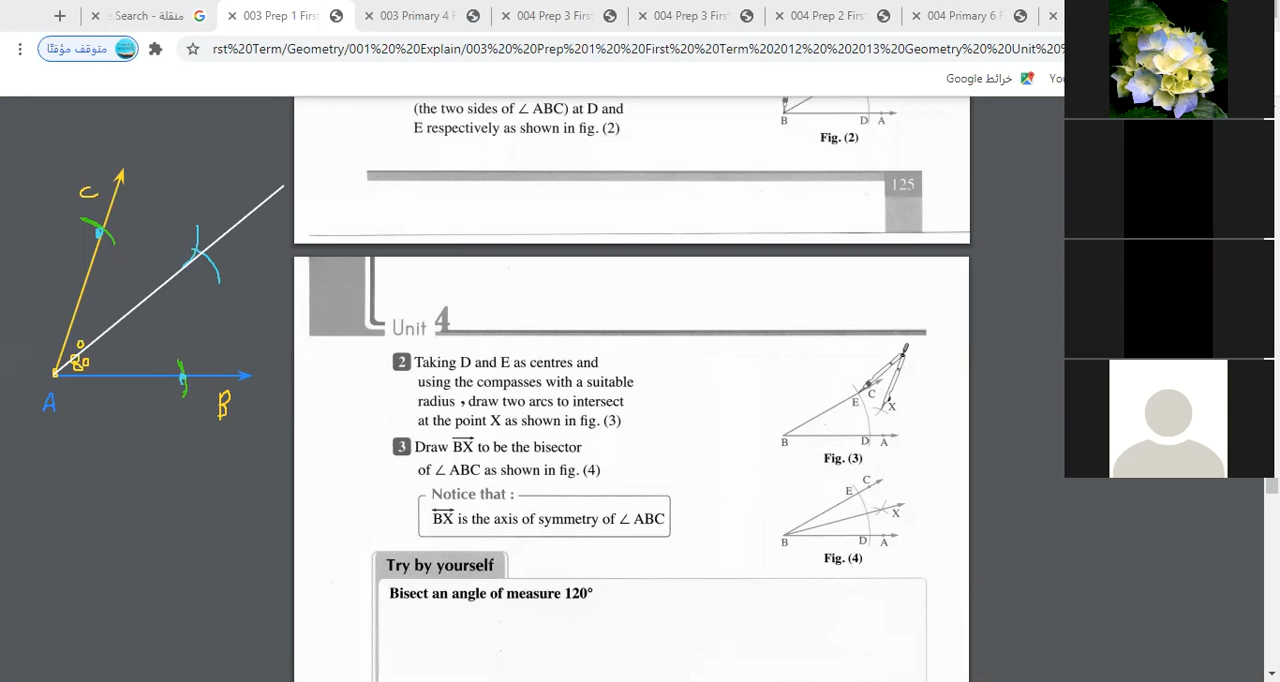 منقلة - Search
003 Prep 1 Firs
003 Primary 4 F
004 Prep 3 First
004 Prep 3 First
004 Prep 2 First
004 Primary 6 F
متوقف مؤقتًا
rst%20Term/Geometry/001%20%20Explain/003%20%20Prep%201%20%20First%20%20Term%202012%20%202013%20Geometry%20%20Unit%
خرائط Google
(the two sides of ∠ ABC) at D and
E respectively as shown in fig. (2)
B D A
Fig. (2)
125
Unit 4
2 Taking D and E as centres and
using the compasses with a suitable
radius , draw two arcs to intersect
at the point X as shown in fig. (3)
3 Draw BX to be the bisector
of ∠ ABC as shown in fig. (4)
Notice that :
BX is the axis of symmetry of ∠ ABC
C
E
X
B D A
Fig. (3)
C
E
X
B D A
Fig. (4)
Try by yourself
Bisect an angle of measure 120°
C
A
B